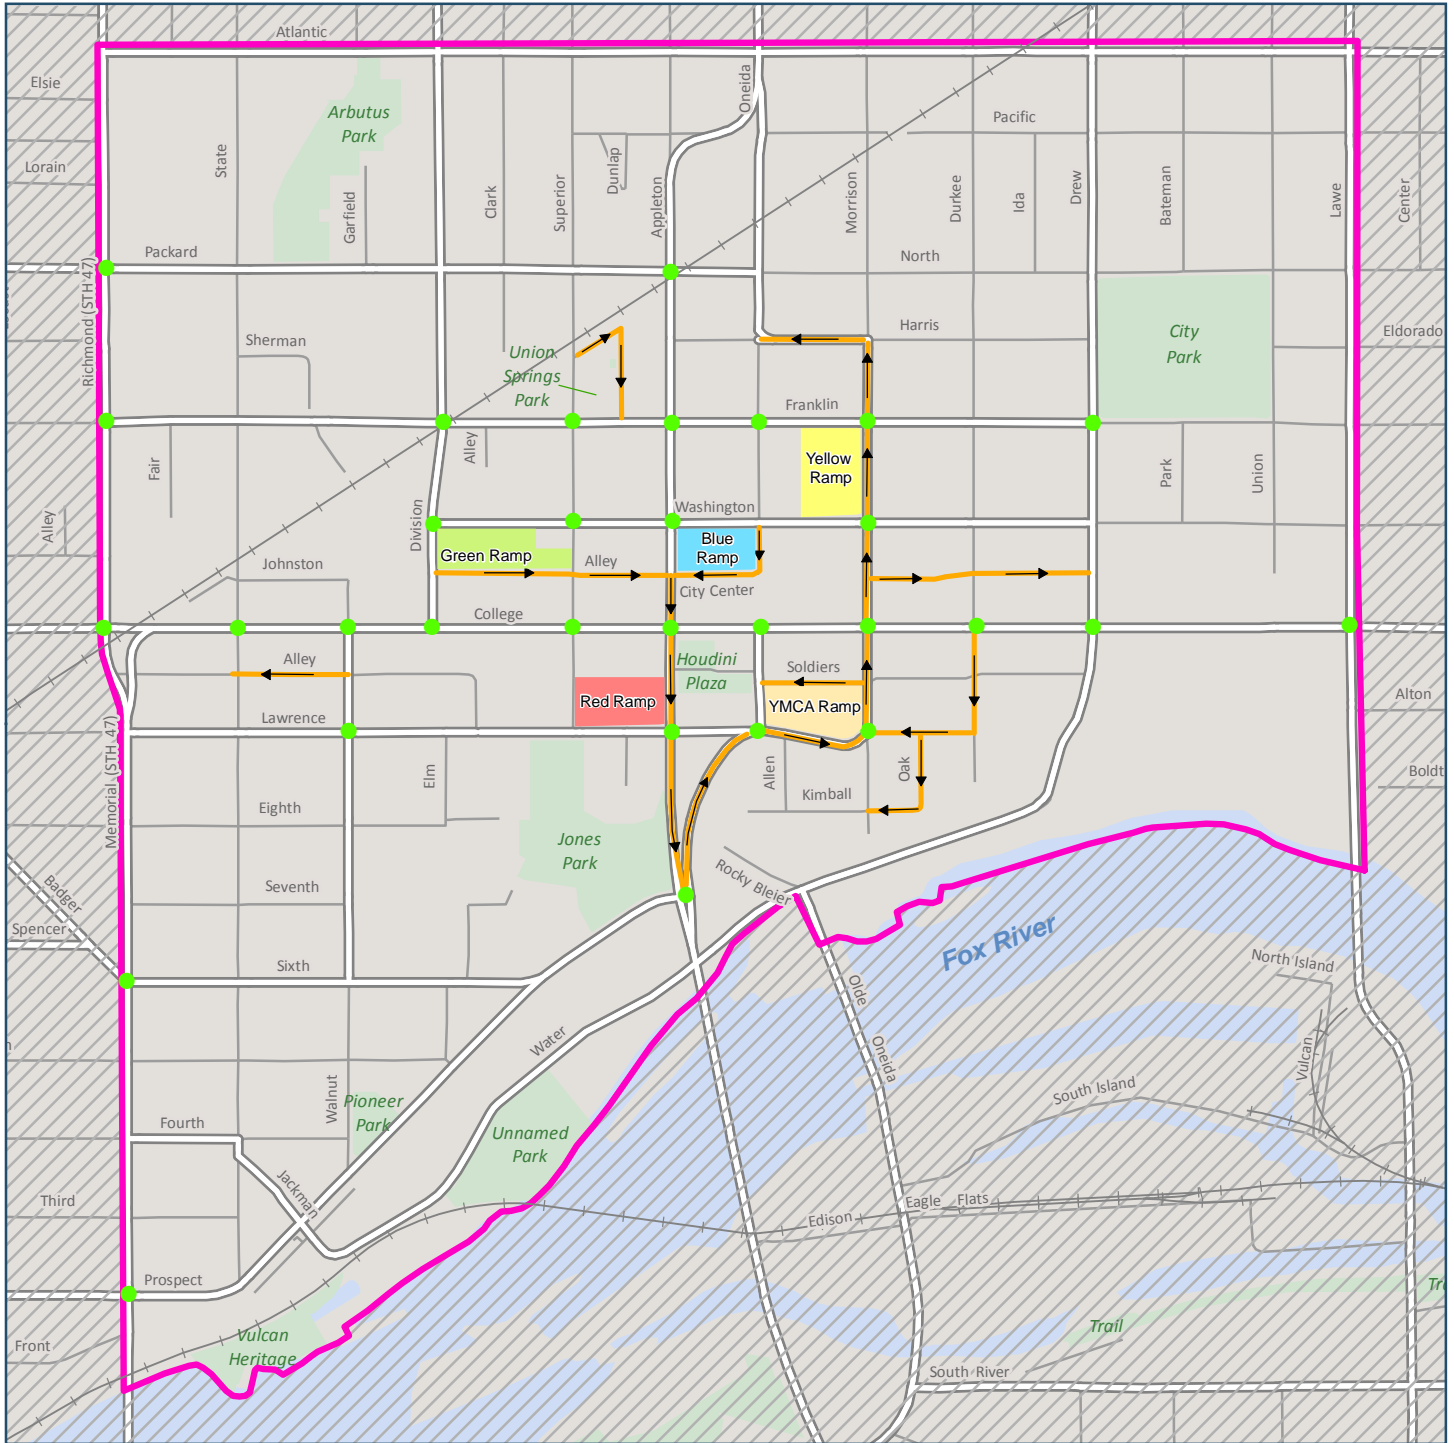 Atlantic
Elsie
Oneida
Arbutus
Park
Pacific
Lorain
State
Garfield
Clark
Superior
Dunlap
Appleton
Morrison
Durkee
Ida
Drew
Bateman
Lawe
Center
Packard
North
Richmond (STH 47)
Sherman
Union
Springs
Park
Harris
City
Park
Eldorado
Franklin
Fair
Alley
Yellow
Ramp
Park
Union
Alley
Division
Washington
Green Ramp
Alley
Blue
Ramp
Johnston
City Center
College
Alley
Houdini
Plaza
Soldiers
Red Ramp
YMCA Ramp
Alton
Lawrence
Memorial (STH 47)
Elm
Allen
Oak
Boldt
Kimball
Eighth
Jones
Park
Rocky Bleier
Badger
Seventh
Spencer
Fox River
Sixth
North Island
Olde
Oneida
Water
Vulcan
South Island
Walnut
Pioneer
Park
Fourth
Unnamed
Park
Jackman
Third
Eagle Flats
Edison
Prospect
Tr
Trail
Front
Vulcan
Heritage
South River